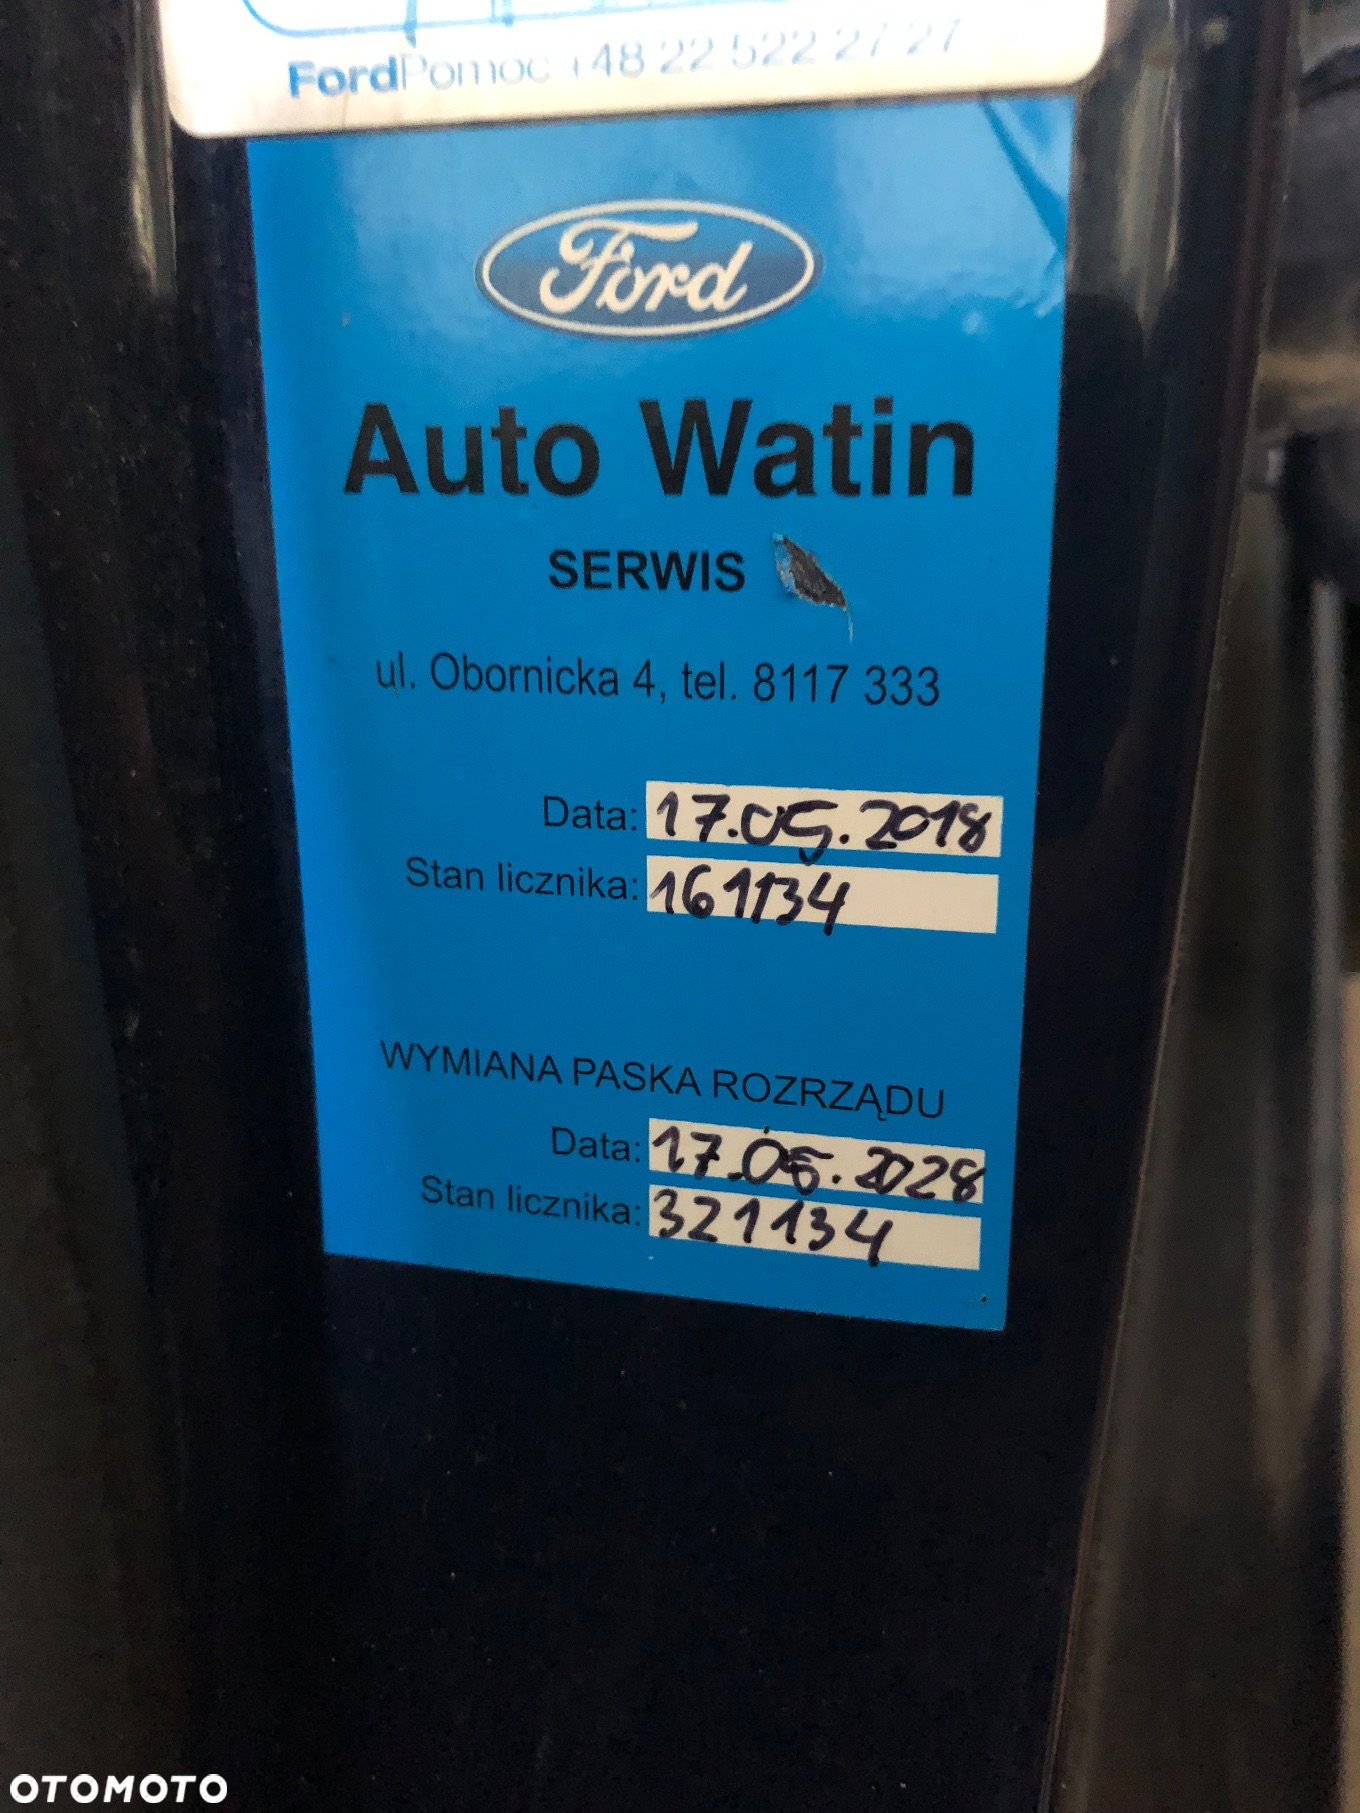 FordPomoc +48 22 522 27 27
Ford
Auto Watin
SERWIS
ul. Obornicka 4, tel. 8117 333
Data: 17.05.2018
Stan licznika: 161134
WYMIANA PASKA ROZRZĄDU
Data: 17.05.2028
Stan licznika: 321134
OTOMOTO